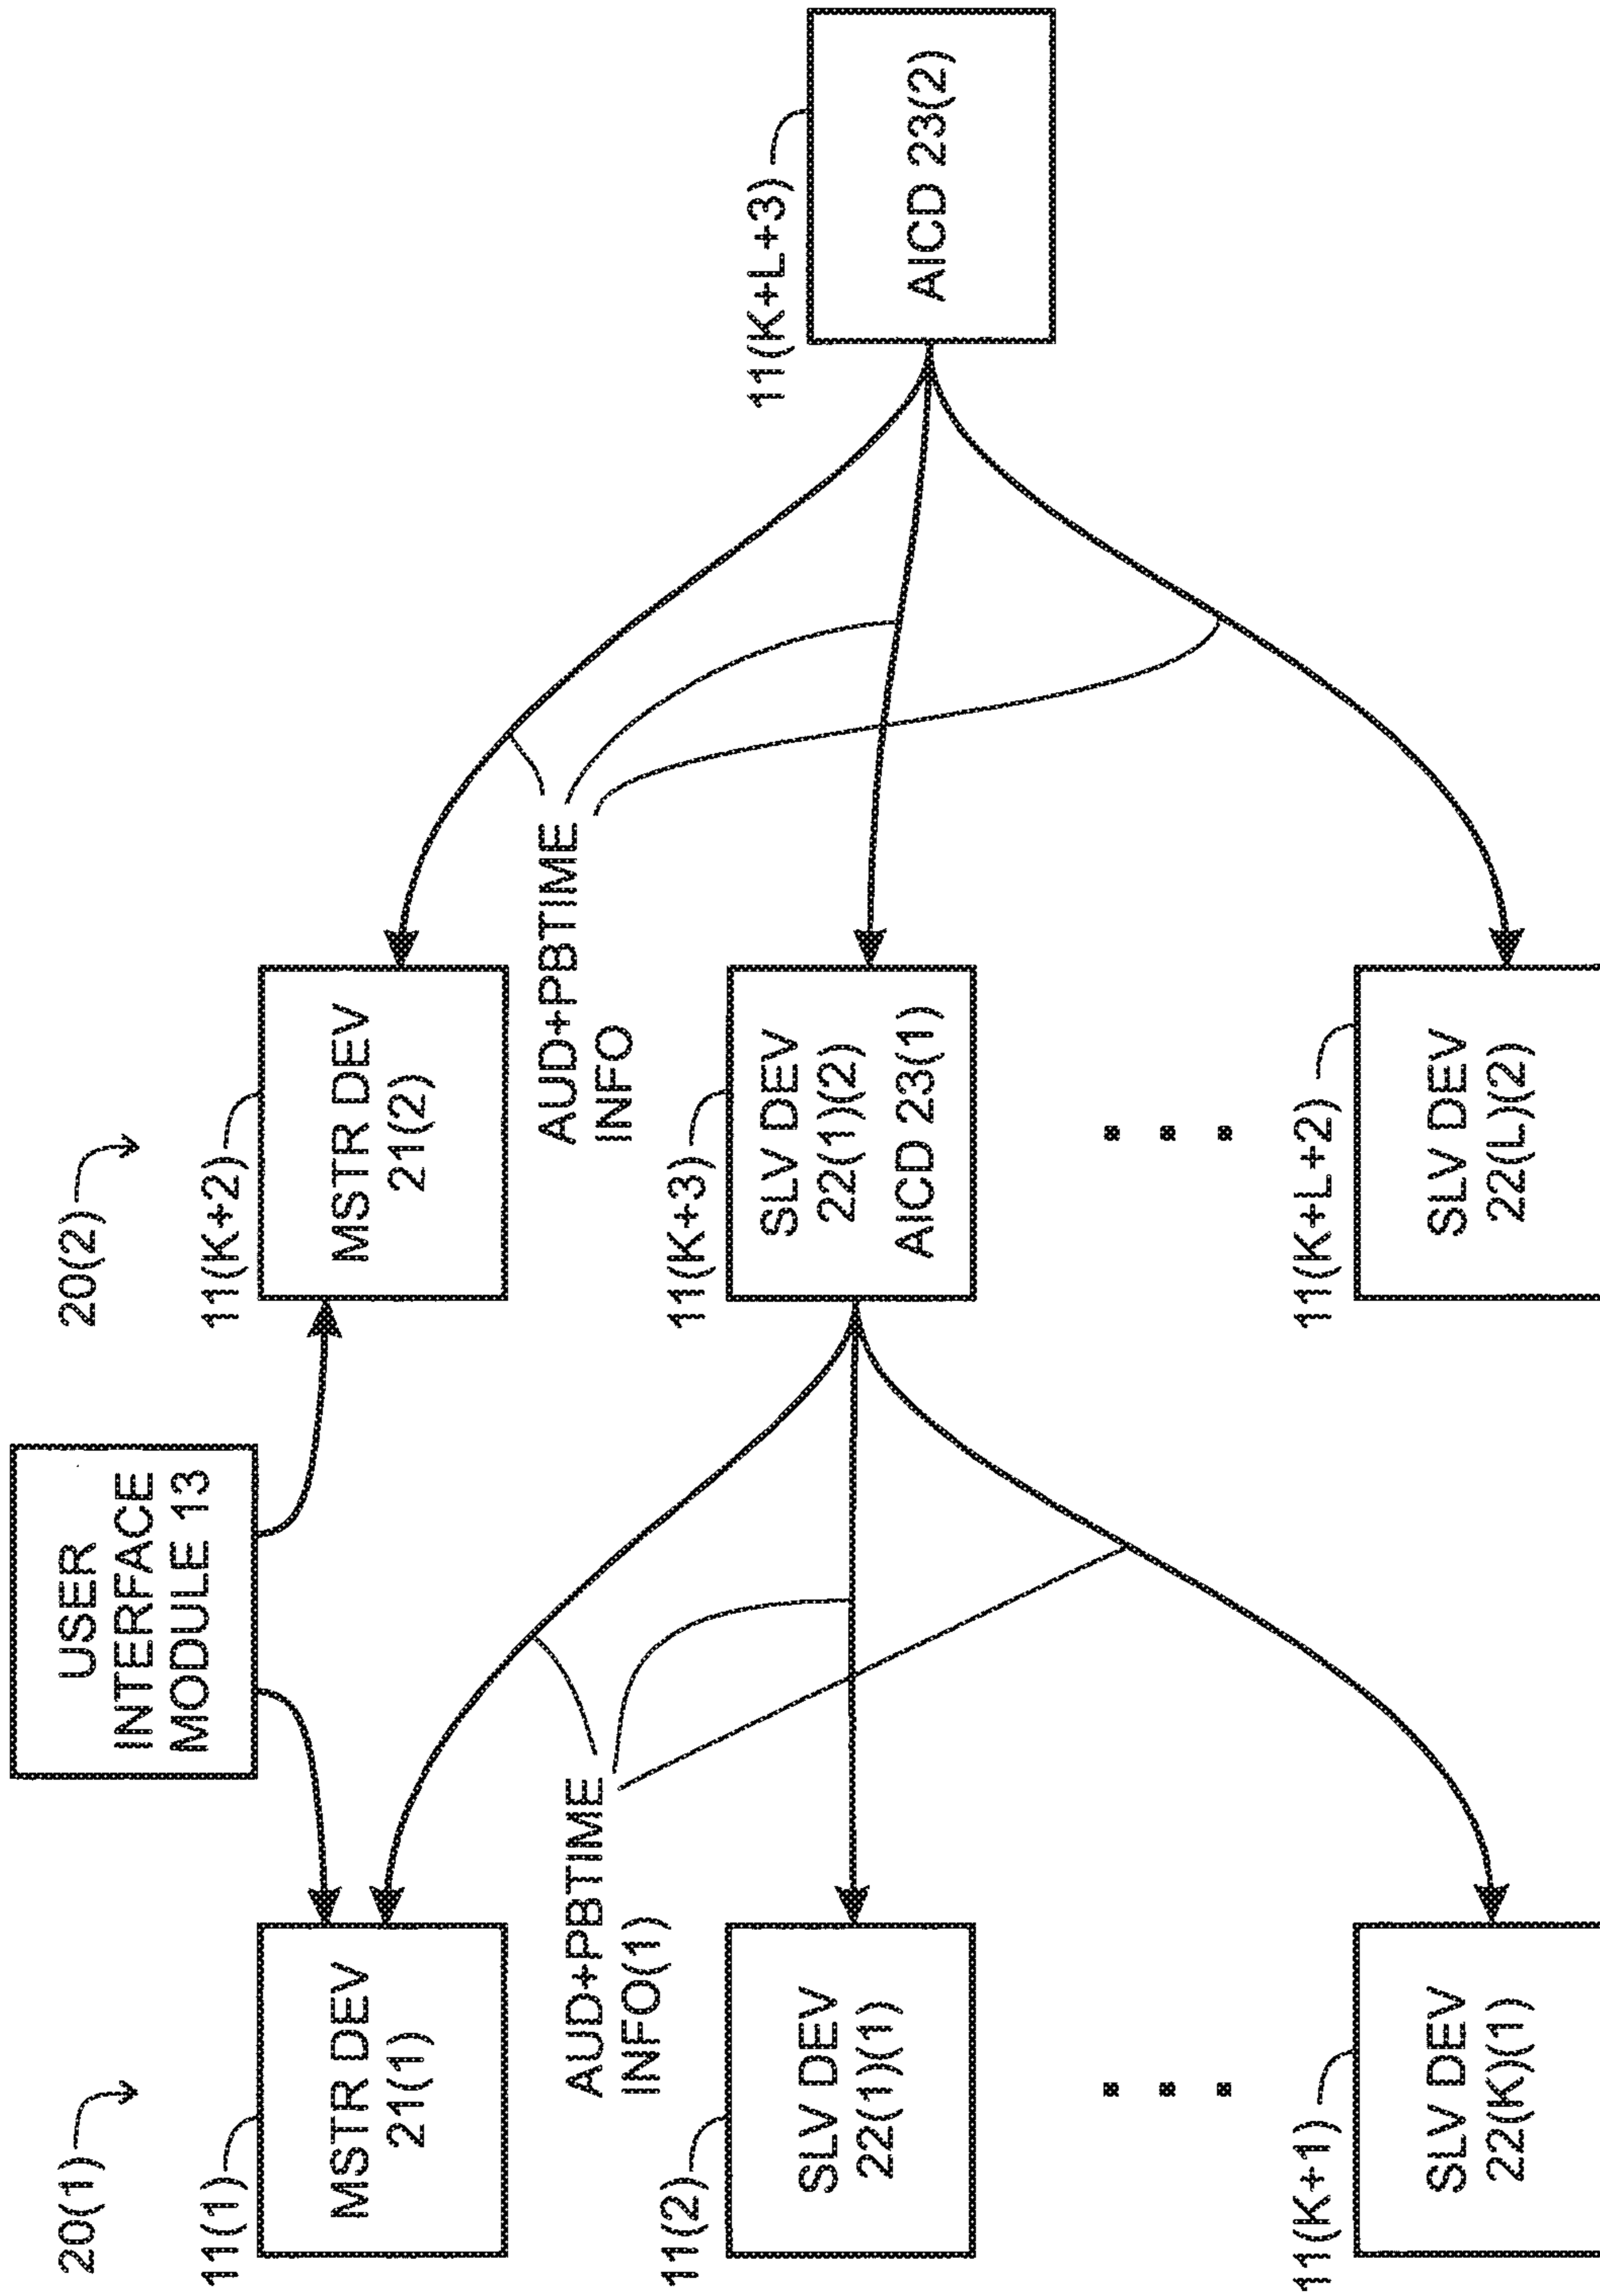 USER
INTERFACE
MODULE 13
20(1)
20(2)
11(1)
MSTR DEV
21(1)
11(K+2)
MSTR DEV
21(2)
AUD+PBTIME
INFO(1)
AUD+PBTIME
INFO
11(2)
SLV DEV
22(1)(1)
11(K+3)
SLV DEV
22(1)(2)
AICD 23(1)
11(K+L+3)
AICD 23(2)
11(K+1)
SLV DEV
22(K)(1)
11(K+L+2)
SLV DEV
22(L)(2)